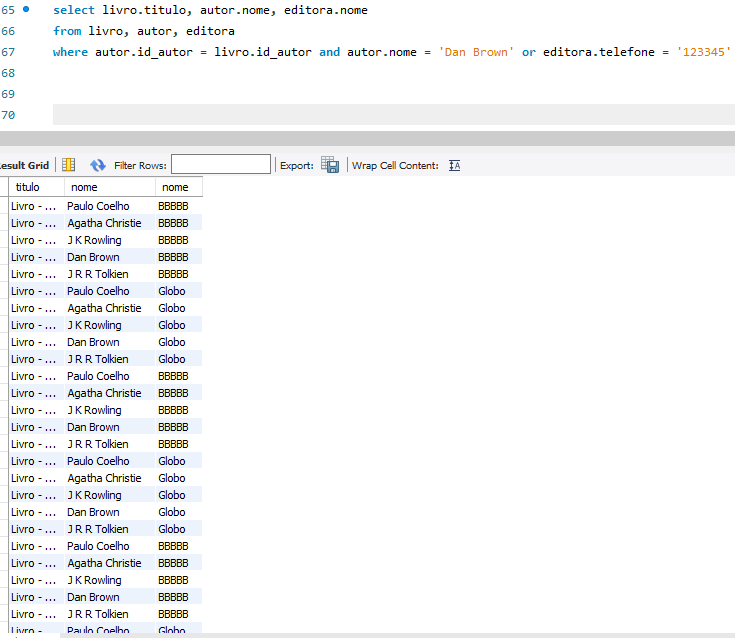 65 select livro.titulo, autor.nome, editora.nome
66 from livro, autor, editora
67 where autor.id_autor = livro.id_autor and autor.nome = 'Dan Brown' or editora.telefone = '123345'
68
69
70
esult Grid Filter Rows: Export: Wrap Cell Content:
titulo nome nome
Livro - ... Paulo Coelho BBBBB
Livro - ... Agatha Christie BBBBB
Livro - ... J K Rowling BBBBB
Livro - ... Dan Brown BBBBB
Livro - ... J R R Tolkien BBBBB
Livro - ... Paulo Coelho Globo
Livro - ... Agatha Christie Globo
Livro - ... J K Rowling Globo
Livro - ... Dan Brown Globo
Livro - ... J R R Tolkien Globo
Livro - ... Paulo Coelho BBBBB
Livro - ... Agatha Christie BBBBB
Livro - ... J K Rowling BBBBB
Livro - ... Dan Brown BBBBB
Livro - ... J R R Tolkien BBBBB
Livro - ... Paulo Coelho Globo
Livro - ... Agatha Christie Globo
Livro - ... J K Rowling Globo
Livro - ... Dan Brown Globo
Livro - ... J R R Tolkien Globo
Livro - ... Paulo Coelho BBBBB
Livro - ... Agatha Christie BBBBB
Livro - ... J K Rowling BBBBB
Livro - ... Dan Brown BBBBB
Livro - ... J R R Tolkien BBBBB
Livro - ... Paulo Coelho Globo